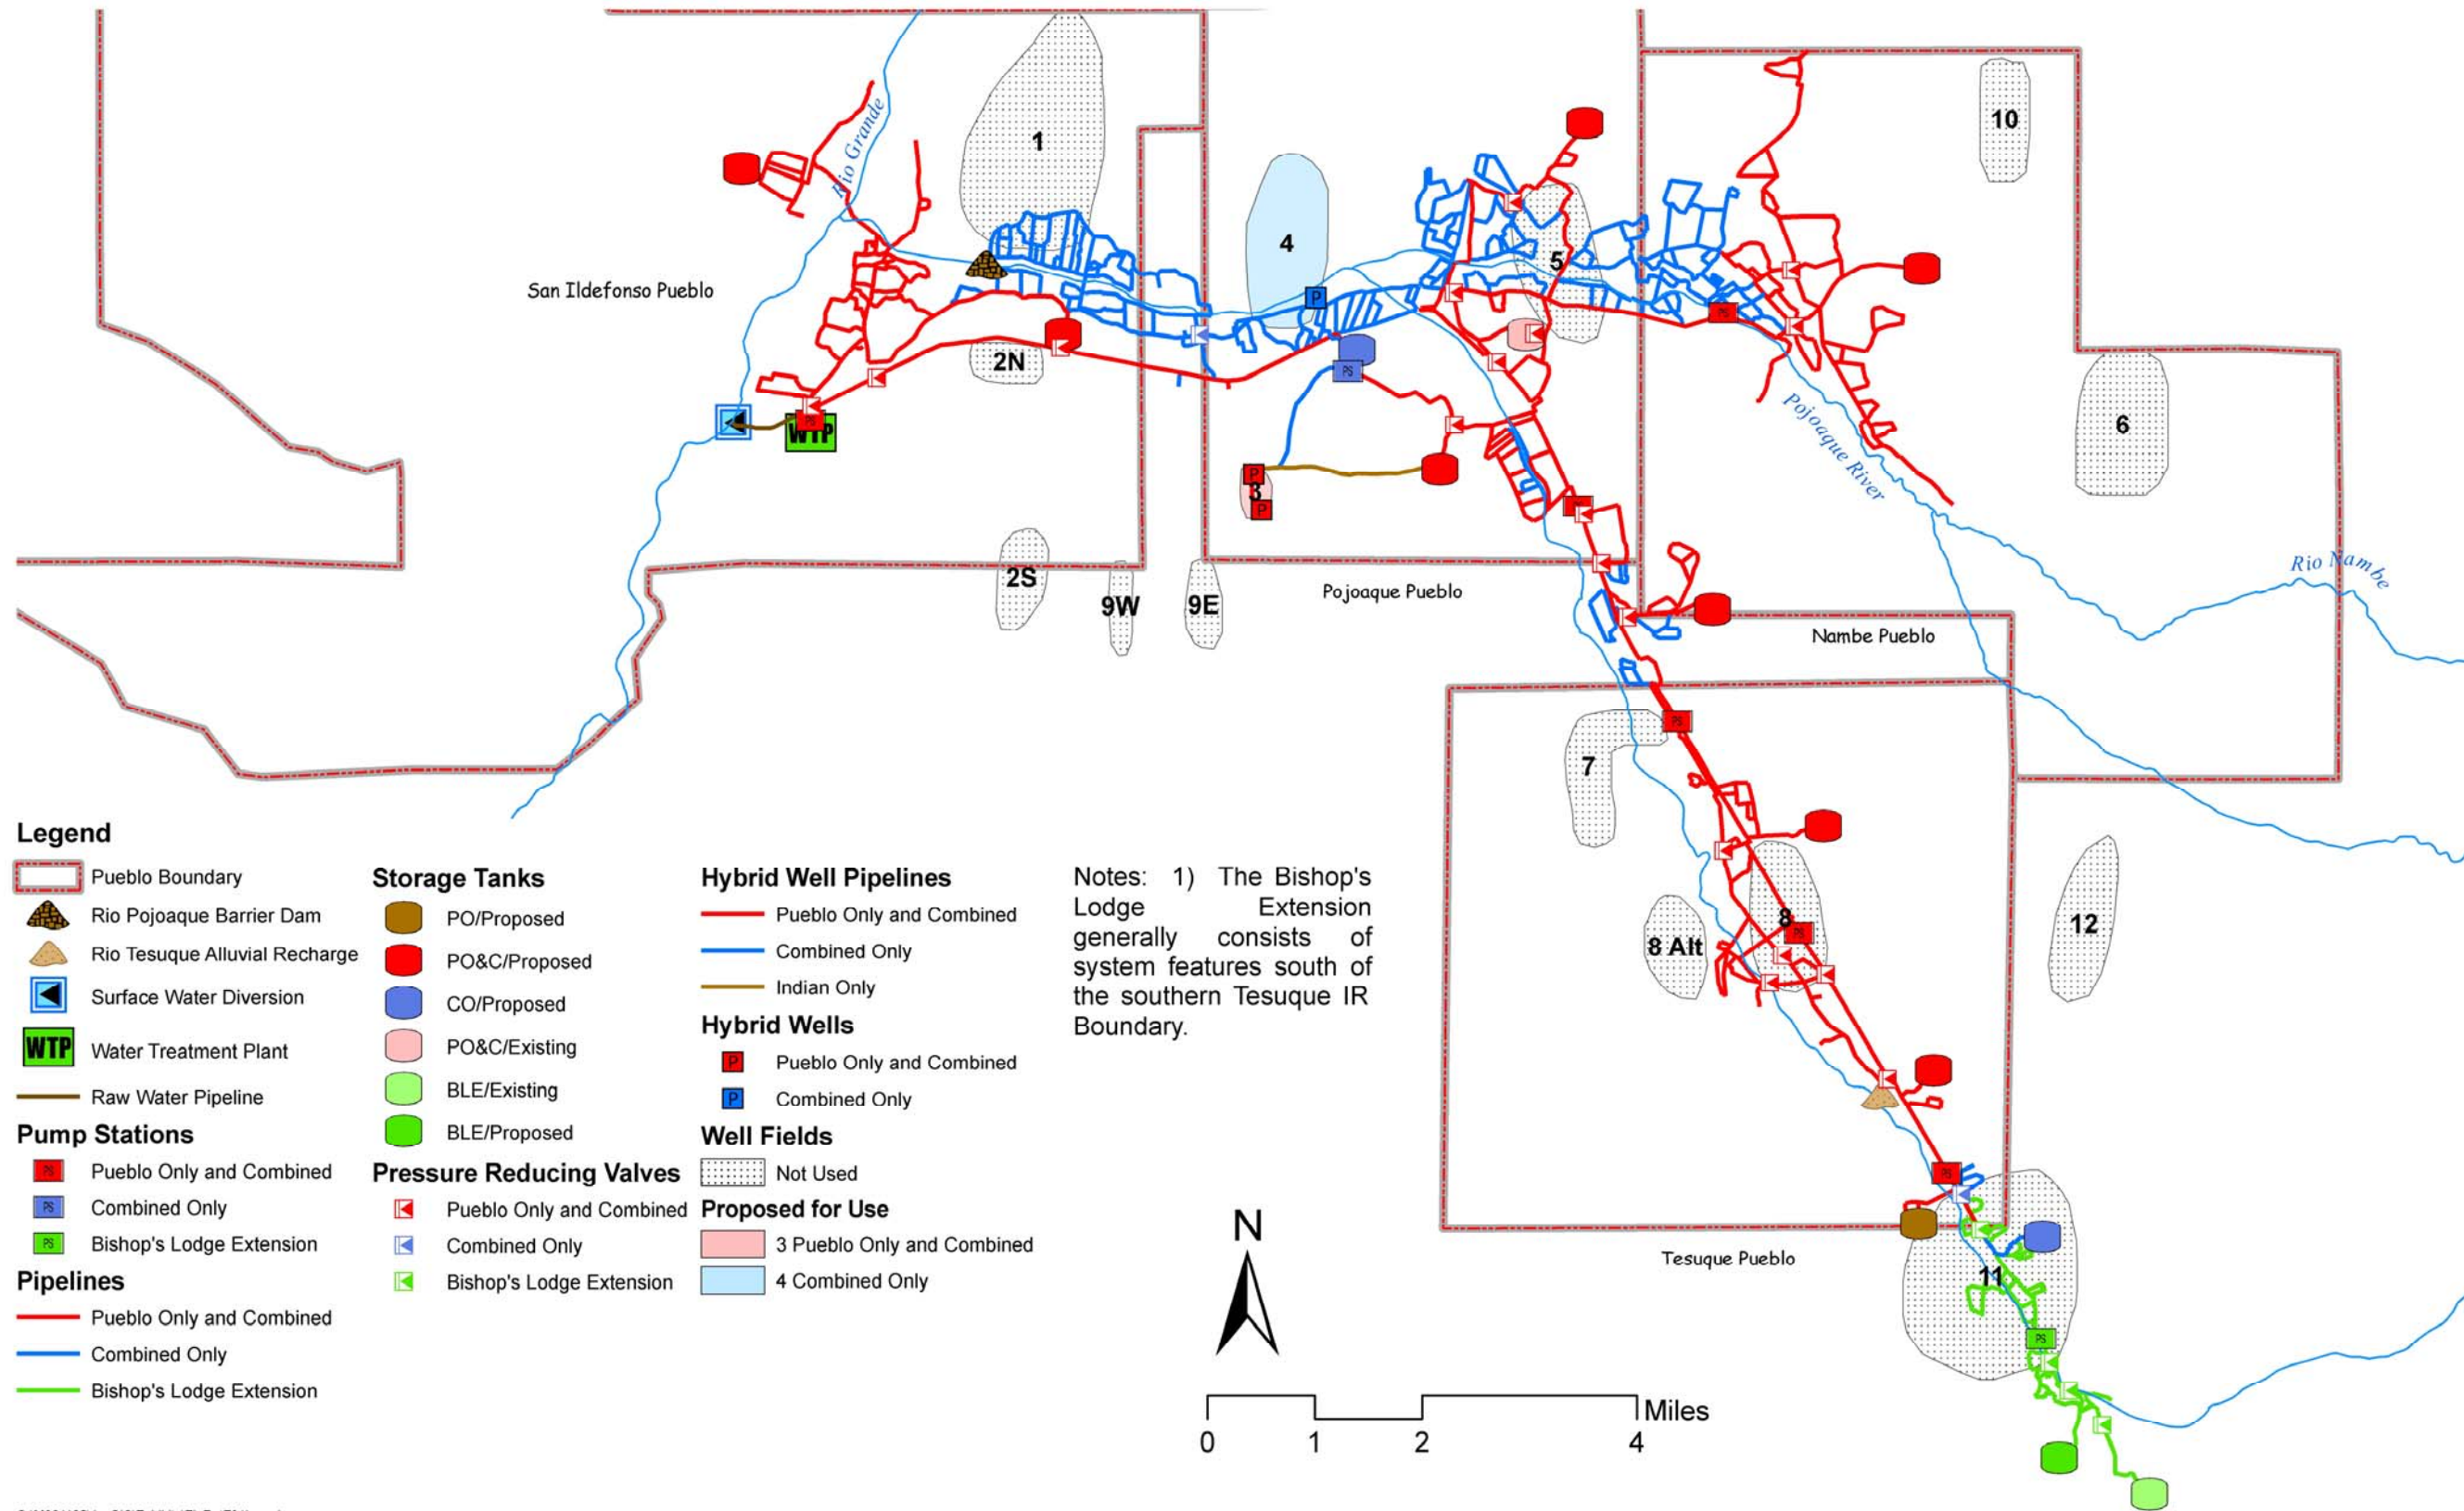 1
10
Rio Grande
4
5
San Ildefonso Pueblo
P
PS
2N
PS
6
PS
WTP
Pojoaque River
P
3
P
Rio Nambe
2S
9W
9E
Pojoaque Pueblo
Nambe Pueblo
PS
7
8
PS
8 Alt
12
PS
Tesuque Pueblo
11
PS
Legend
Pueblo Boundary
Rio Pojoaque Barrier Dam
Rio Tesuque Alluvial Recharge
Surface Water Diversion
WTP Water Treatment Plant
Raw Water Pipeline
Pump Stations
PS Pueblo Only and Combined
PS Combined Only
PS Bishop's Lodge Extension
Pipelines
Pueblo Only and Combined
Combined Only
Bishop's Lodge Extension
Storage Tanks
PO/Proposed
PO&C/Proposed
CO/Proposed
PO&C/Existing
BLE/Existing
BLE/Proposed
Pressure Reducing Valves
Pueblo Only and Combined
Combined Only
Bishop's Lodge Extension
Hybrid Well Pipelines
Pueblo Only and Combined
Combined Only
Indian Only
Hybrid Wells
P Pueblo Only and Combined
P Combined Only
Well Fields
Not Used
Proposed for Use
3 Pueblo Only and Combined
4 Combined Only
Notes: 1) The Bishop's
Lodge Extension
generally consists of
system features south of
the southern Tesuque IR
Boundary.
N
Miles
0 1 2 4